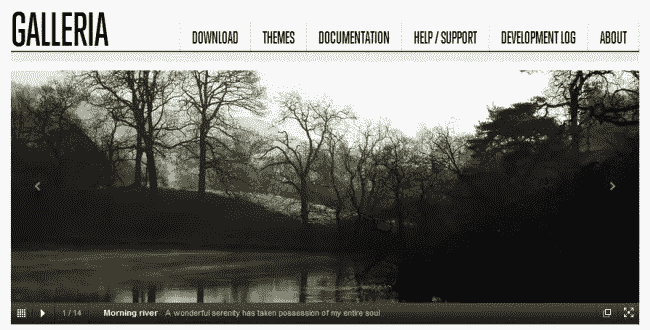 GALLERIA
DOWNLOAD THEMES DOCUMENTATION HELP / SUPPORT DEVELOPMENT LOG ABOUT
1 / 14 Morning river A wonderful serenity has taken possession of my entire soul